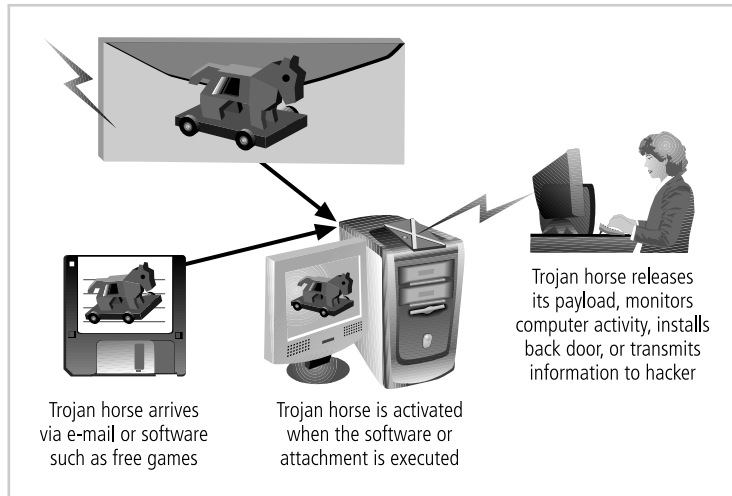 Trojan horse arrives
via e-mail or software
such as free games
Trojan horse is activated
when the software or
attachment is executed
Trojan horse releases
its payload, monitors
computer activity, installs
back door, or transmits
information to hacker